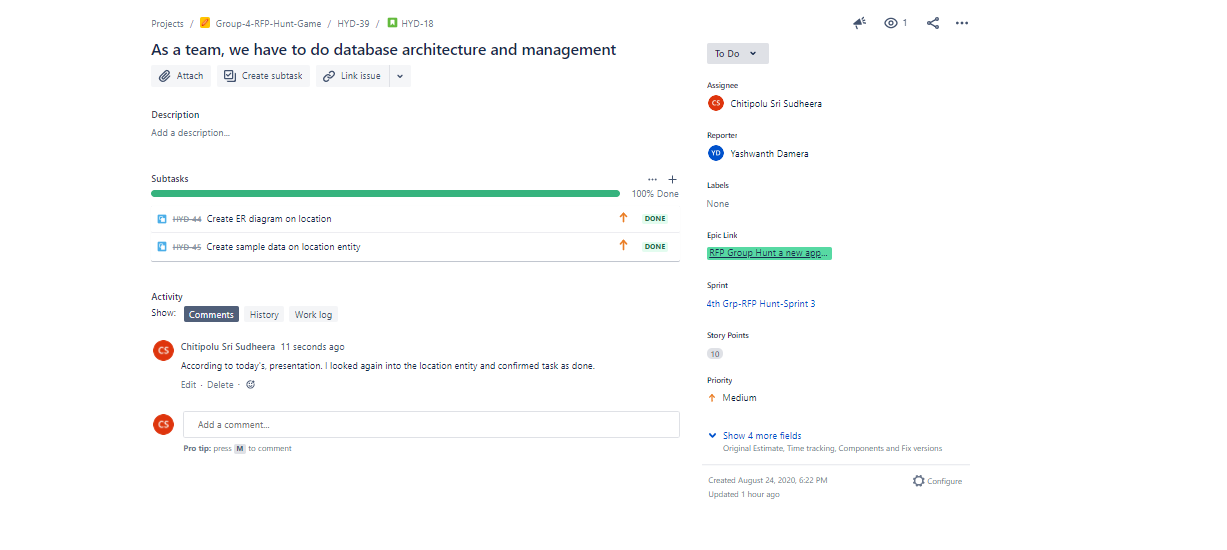 Projects / Group-4-RFP-Hunt-Game / HYD-39 / HYD-18
1
As a team, we have to do database architecture and management
Attach Create subtask Link issue
Description
Add a description...
Subtasks
100% Done
HYD-44 Create ER diagram on location DONE
HYD-45 Create sample data on location entity DONE
Activity
Show: Comments History Work log
CS Chitipolu Sri Sudheera 11 seconds ago
According to today's, presentation. I looked again into the location entity and confirmed task as done.
Edit · Delete ·
CS Add a comment...
Pro tip: press M to comment
To Do
Assignee
CS Chitipolu Sri Sudheera
Reporter
YD Yashwanth Damera
Labels
None
Epic Link
RFP Group Hunt a new app...
Sprint
4th Grp-RFP Hunt-Sprint 3
Story Points
10
Priority
Medium
Show 4 more fields
Original Estimate, Time tracking, Components and Fix versions
Created August 24, 2020, 6:22 PM
Configure
Updated 1 hour ago